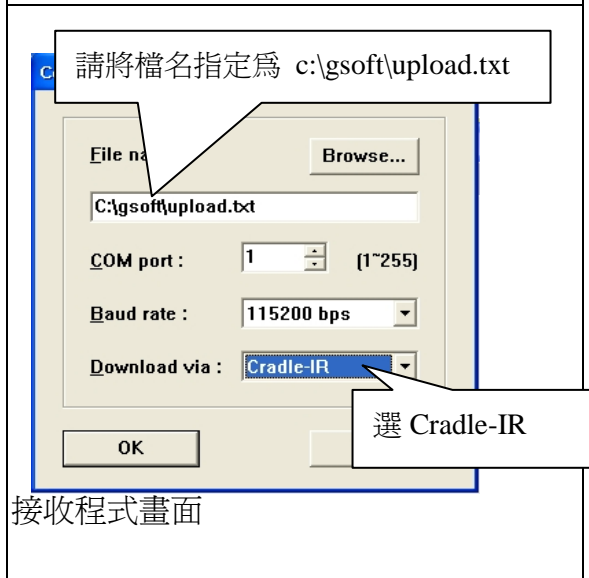 請將檔名指定爲 c:\gsoft\upload.txt
File
Browse...
C:\gsoft\upload.txt
COM port : 1 (1~255)
Baud rate : 115200 bps
Download via : Cradle-IR
選 Cradle-IR
OK
接收程式畫面